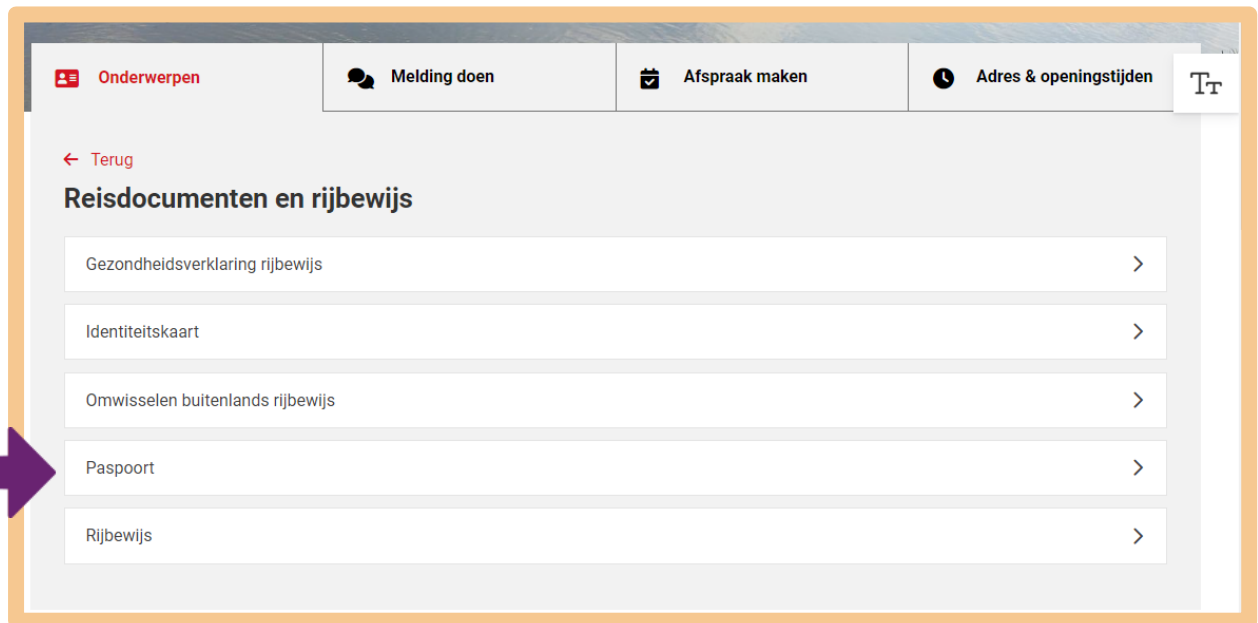 Onderwerpen
Melding doen
Afspraak maken
Adres & openingstijden
TT
Terug
Reisdocumenten en rijbewijs
Gezondheidsverklaring rijbewijs
Identiteitskaart
Omwisselen buitenlands rijbewijs
Paspoort
Rijbewijs